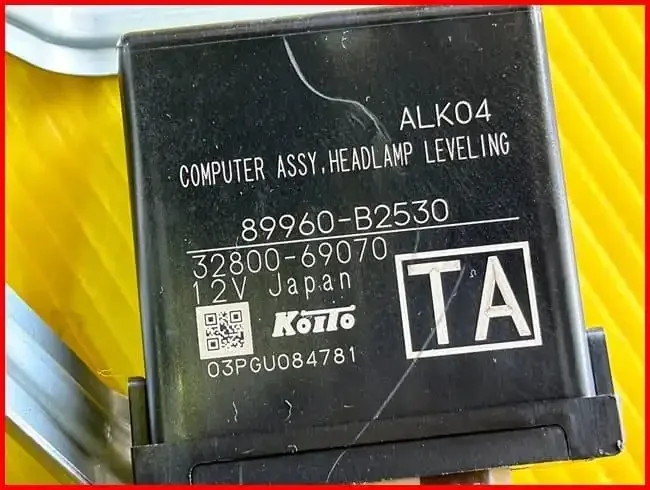 ALK04
COMPUTER ASSY,HEADLAMP LEVELING
89960-B2530
32800-69070
12V Japan
TA
KOITO
03PGU084781